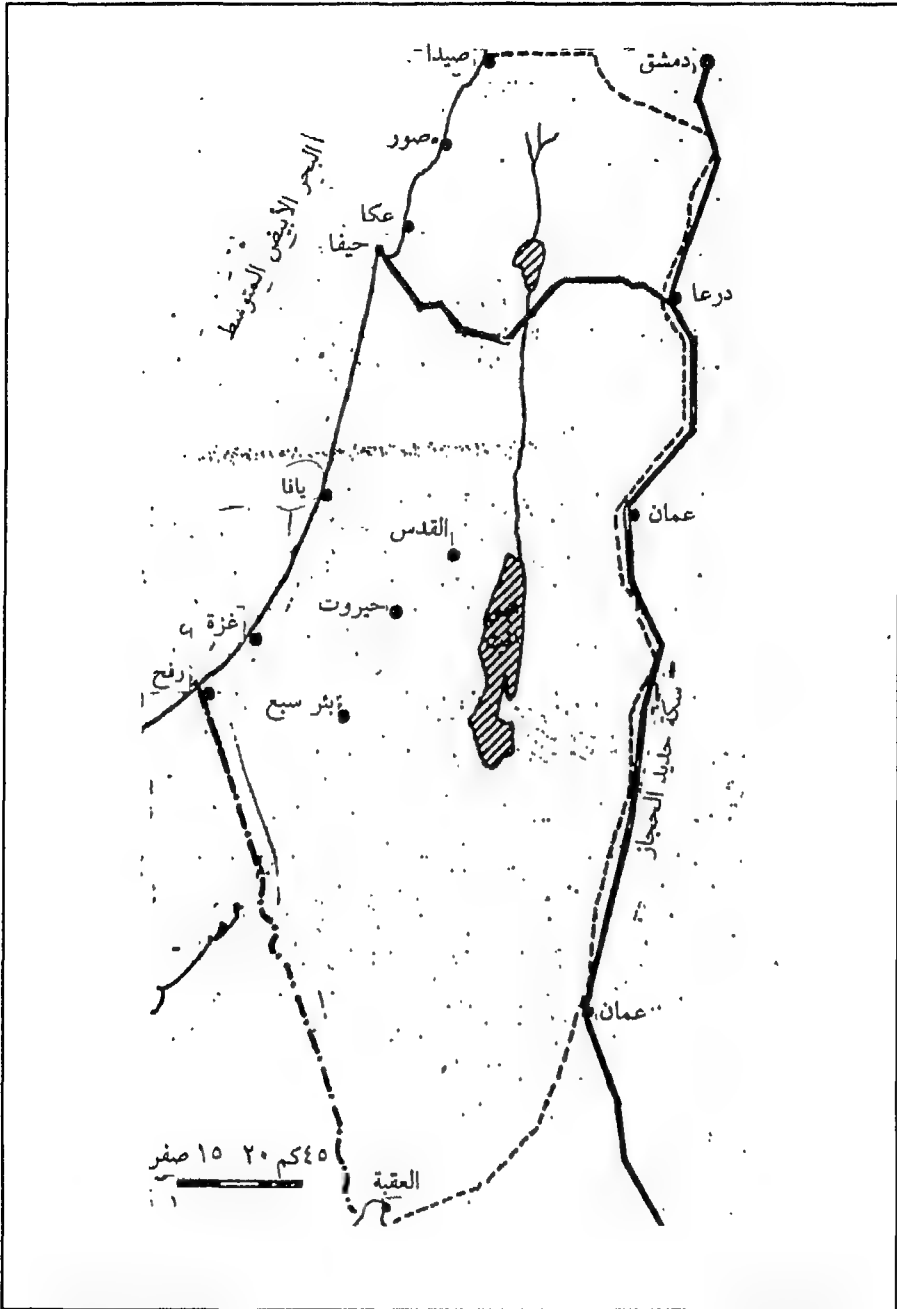 صيدا
دمشق
صور
البحر الأبيض المتوسط
عكا
حيفا
درعا
يافا
عمان
القدس
حيروت
غزة
رفح
بئر سبع
سكة حديد الحجاز
عمان
٤٥كم ٢٠ ١٥ صفر
العقبة